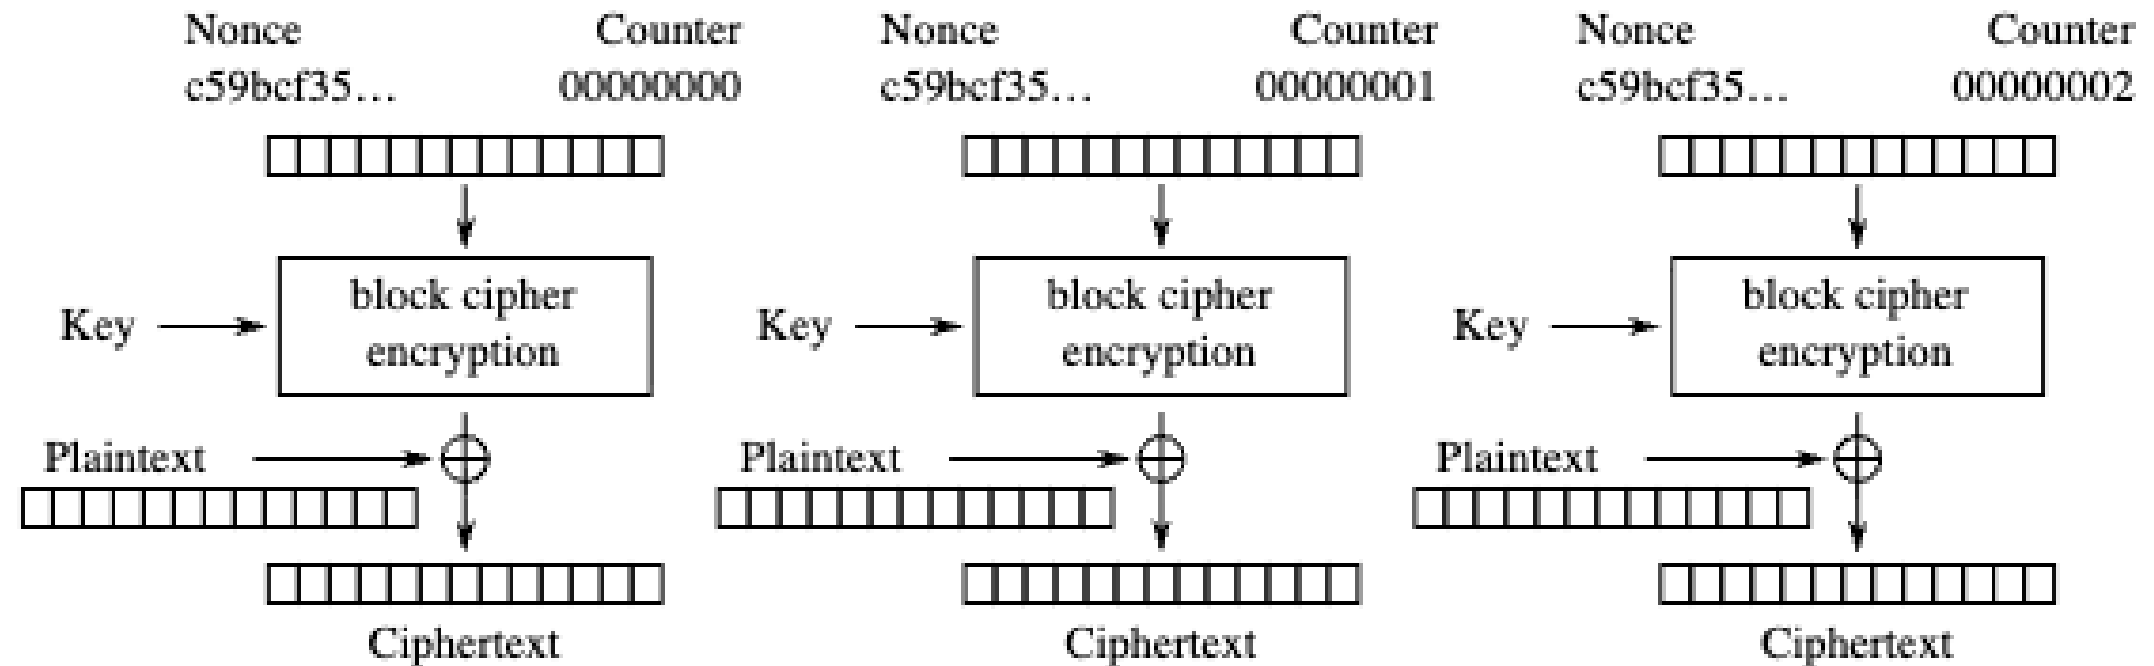 Nonce Counter Nonce Counter Nonce Counter
c59bcf35… 00000000 c59bcf35… 00000001 c59bcf35… 00000002
block cipher block cipher block cipher
Key Key Key
encryption encryption encryption
Plaintext Plaintext Plaintext
Ciphertext Ciphertext Ciphertext